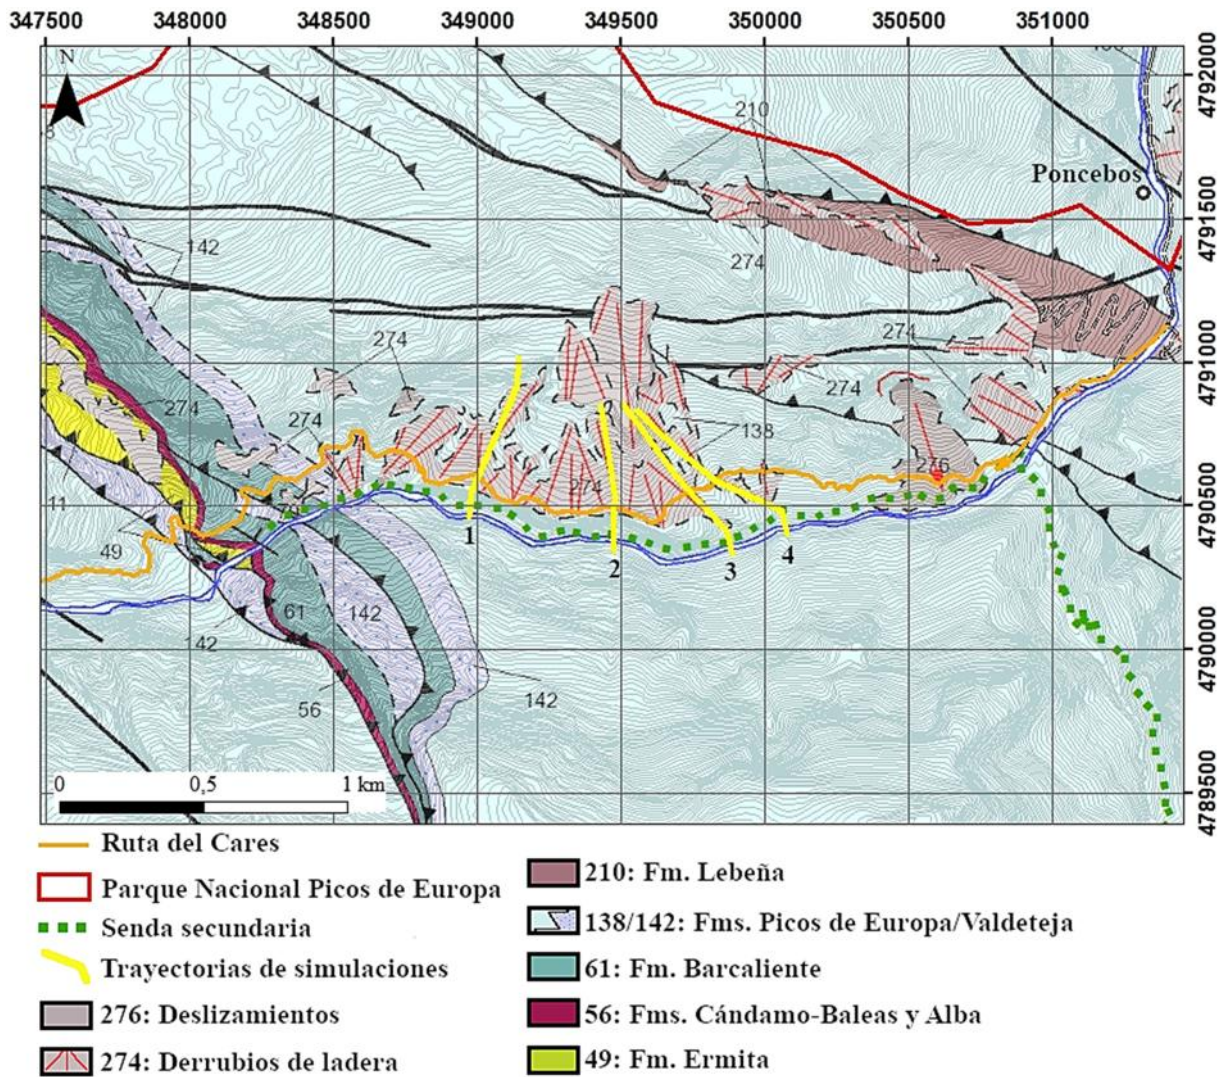 347500 348000 348500 349000 349500 350000 350500 351000
N
4792000
210
Poncebos
4791500
142
274
274
274
4791000
274
274
274
138
274
276
4790500
11
49
1
2
3
4
61
142
142
4790000
142
56
0 0,5 1 km
4789500
Ruta del Cares
Parque Nacional Picos de Europa
Senda secundaria
Trayectorias de simulaciones
276: Deslizamientos
274: Derrubios de ladera
210: Fm. Lebeña
138/142: Fms. Picos de Europa/Valdeteja
61: Fm. Barcaliente
56: Fms. Cándamo-Baleas y Alba
49: Fm. Ermita